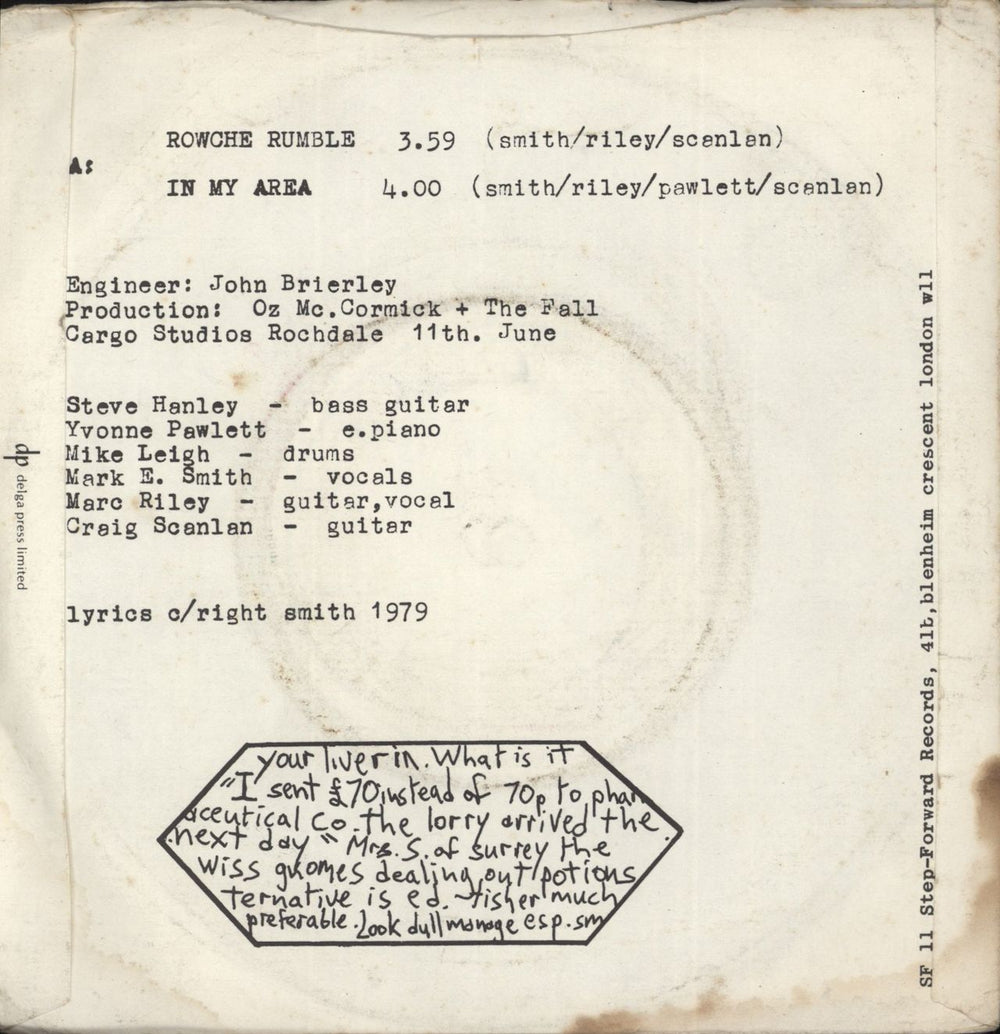 ROWCHE RUMBLE 3.59 (smith/riley/scanlan)
A:
IN MY AREA 4.00 (smith/riley/pawlett/scanlan)
Engineer: John Brierley
Production: Oz Mc.Cormick + The Fall
Cargo Studios Rochdale 11th. June
Steve Hanley - bass guitar
Yvonne Pawlett - e.piano
Mike Leigh - drums
Mark E. Smith - vocals
Marc Riley - guitar,vocal
Craig Scanlan - guitar
lyrics c/right smith 1979
your liver in. What is it
"I sent £70 instead of 70p to phar
aceutical co. the lorry arrived the
next day" Mrs. S. of surrey the
wiss gnomes dealing out potions
ternative is ed. -fisher much
preferable. Look dull manage esp. sm
dp delga press limited
SF 11 Step-Forward Records, 41t,blenheim crescent london w11